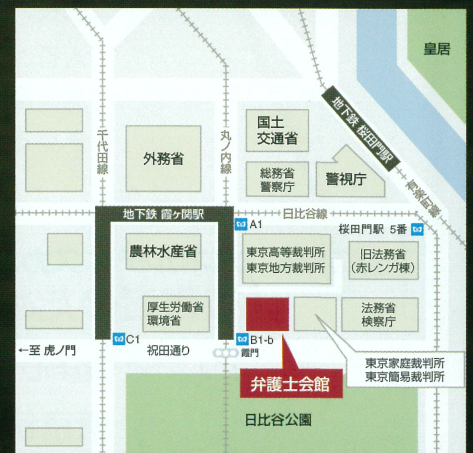 皇居
地下鉄 桜田門駅
国土
交通省
千代田線
丸ノ内線
外務省
総務省
警察庁
警視庁
有楽町線
地下鉄 霞ヶ関駅
日比谷線
A1
桜田門駅 5番
農林水産省
東京高等裁判所
東京地方裁判所
旧法務省
(赤レンガ棟)
厚生労働省
環境省
法務省
検察庁
←至 虎ノ門
C1
祝田通り
B1-b
霞門
東京家庭裁判所
東京簡易裁判所
弁護士会館
日比谷公園